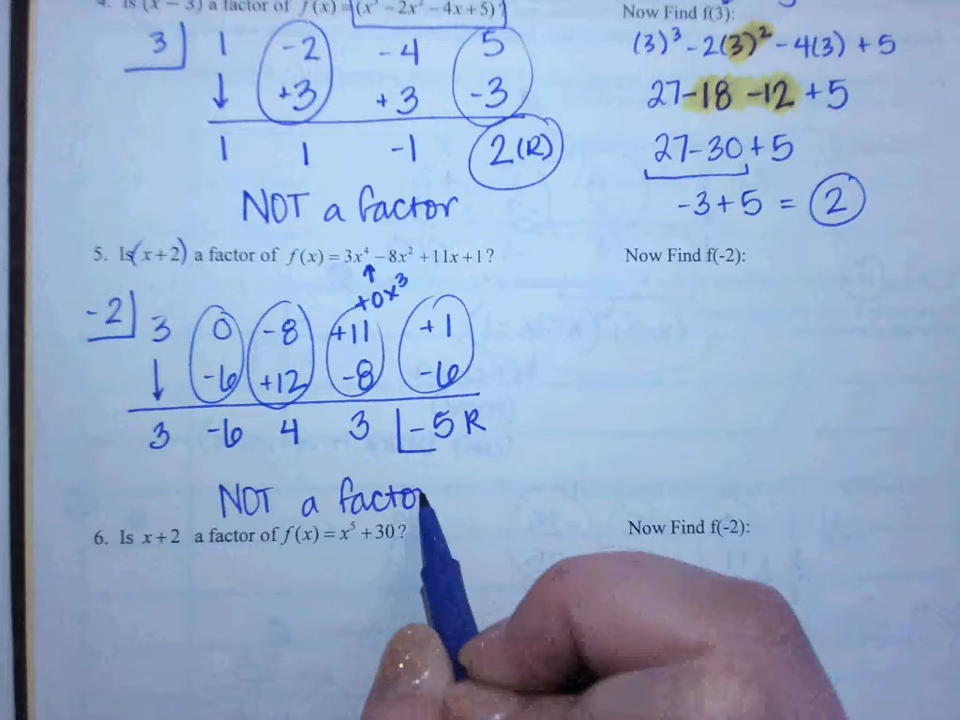 4. Is (x − 3) a factor of f(x) = (x³ − 2x² − 4x + 5)?
Now Find f(3):
3 1 -2 -4 5
(3)³ - 2(3)² - 4(3) + 5
↓ +3 +3 -3
27 - 18 - 12 + 5
1 1 -1 2 (R)
27 - 30 + 5
NOT a factor
-3 + 5 = 2
5. Is (x + 2) a factor of f(x) = 3x⁴ − 8x² + 11x + 1?
Now Find f(-2):
↑
+0x³
-2 3 0 -8 +11 +1
↓ -6 +12 -8 -6
3 -6 4 3 -5 R
NOT a facto
6. Is x + 2 a factor of f(x) = x⁵ + 30?
Now Find f(-2):